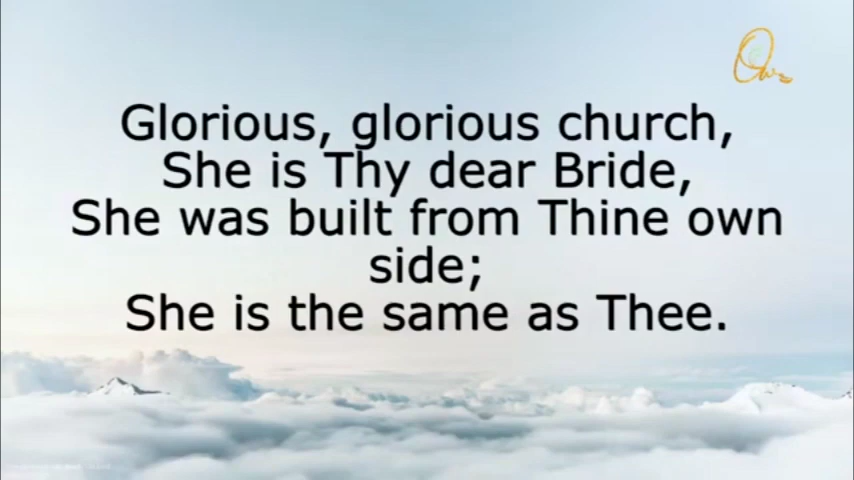 Glorious, glorious church,
She is Thy dear Bride,
She was built from Thine own
side;
She is the same as Thee.